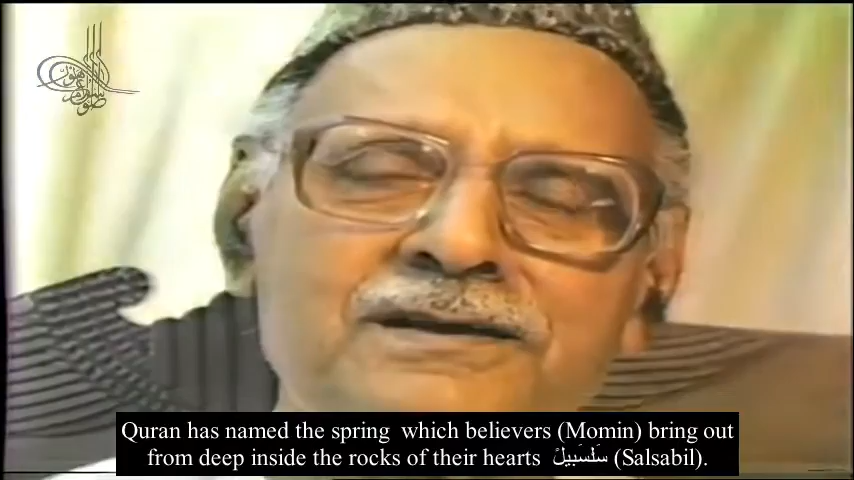 Quran has named the spring which believers (Momin) bring out
from deep inside the rocks of their hearts سَلْسَبِيلْ (Salsabil).